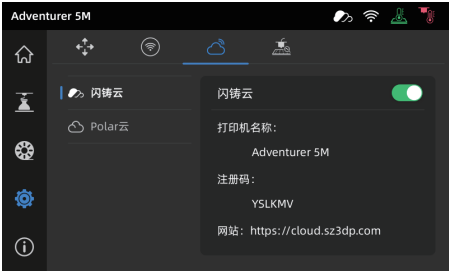 Adventurer 5M
闪铸云
Polar云
闪铸云
打印机名称：
Adventurer 5M
注册码：
YSLKMV
网站：https://cloud.sz3dp.com